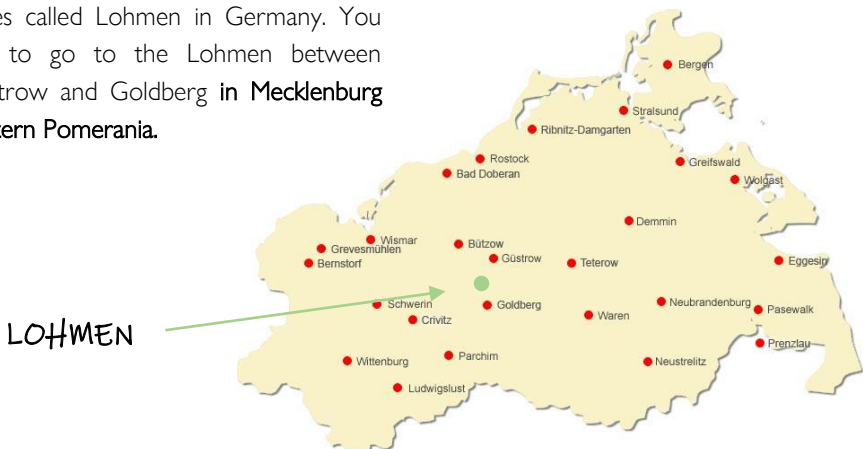 es called Lohmen in Germany. You
to go to the Lohmen between
trow and Goldberg in Mecklenburg
tern Pomerania.
Bergen
Stralsund
Ribnitz-Damgarten
Rostock
Greifswald
Bad Doberan
Wolgast
Demmin
Wismar
Bützow
Grevesmühlen
Güstrow
Teterow
Eggesin
Bernstorf
Schwerin
Goldberg
Neubrandenburg
Pasewalk
Crivitz
Waren
LOHMEN
Prenzlau
Wittenburg
Parchim
Neustrelitz
Ludwigslust